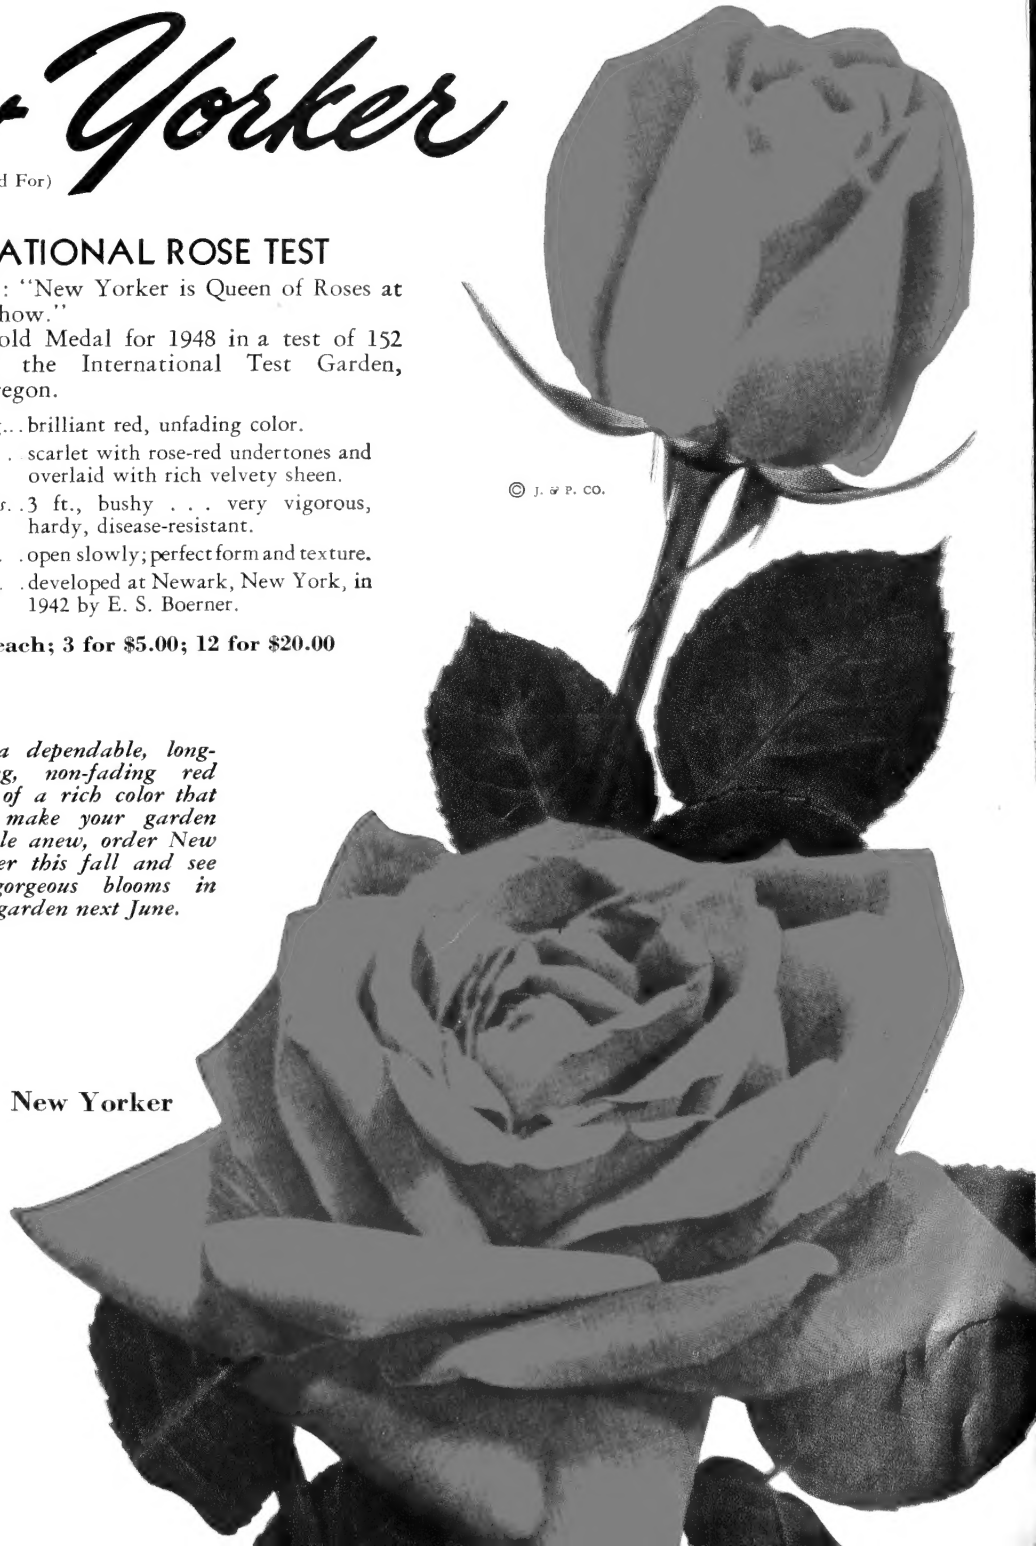 Yorker
d For)
ATIONAL ROSE TEST
: “New Yorker is Queen of Roses at
how.”
old Medal for 1948 in a test of 152
the International Test Garden,
regon.
... brilliant red, unfading color.
. scarlet with rose-red undertones and
overlaid with rich velvety sheen.
s. . 3 ft., bushy . . . very vigorous,
hardy, disease-resistant.
. . open slowly; perfect form and texture.
. . developed at Newark, New York, in
1942 by E. S. Boerner.
each; 3 for $5.00; 12 for $20.00
© J. & P. CO.
a dependable, long-
g, non-fading red
of a rich color that
make your garden
le anew, order New
er this fall and see
gorgeous blooms in
garden next June.
New Yorker